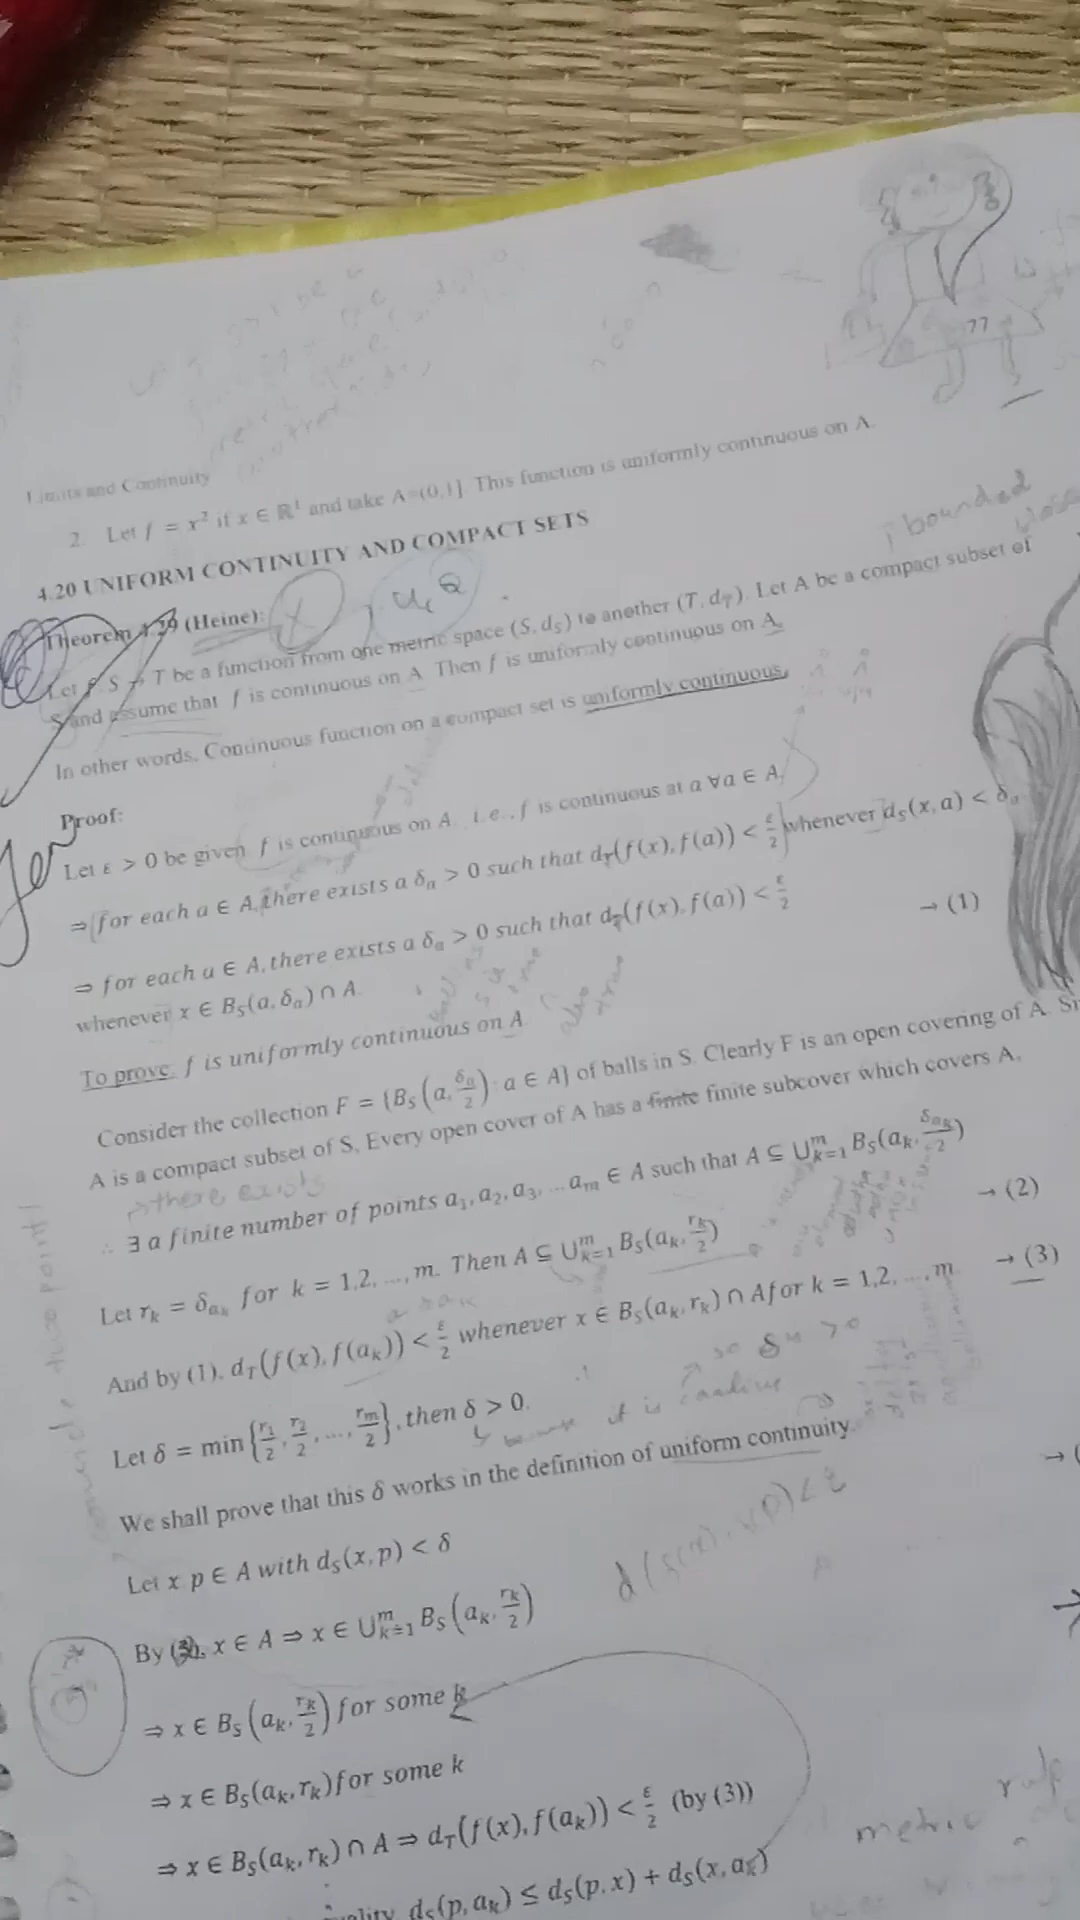 77
Limits and Continuity
2. Let f = x² if x ∈ ℝ¹ and take A=(0,1]. This function is uniformly continuous on A.
4.20 UNIFORM CONTINUITY AND COMPACT SETS
bounded
Theorem 4.29 (Heine):
Let f: S → T be a function from one metric space (S, d_S) to another (T, d_T). Let A be a compact subset of
S and assume that f is continuous on A. Then f is uniformly continuous on A.
In other words, Continuous function on a compact set is uniformly continuous.
Proof:
Let ε > 0 be given. f is continuous on A. i.e., f is continuous at a ∀a ∈ A.
⇒ for each a ∈ A, there exists a δ_a > 0 such that d_T(f(x), f(a)) < ε/2 whenever d_S(x, a) < δ_a.
⇒ for each a ∈ A, there exists a δ_a > 0 such that d_T(f(x), f(a)) < ε/2 → (1)
whenever x ∈ B_S(a, δ_a) ∩ A.
To prove: f is uniformly continuous on A.
Consider the collection F = {B_S(a, δ_a/2) : a ∈ A} of balls in S. Clearly F is an open covering of A. Si
A is a compact subset of S, Every open cover of A has a finite finite subcover which covers A.
there exists
∴ ∃ a finite number of points a₁, a₂, a₃, … a_m ∈ A such that A ⊆ ⋃_{k=1}^m B_S(a_k, δ_{a_k}/2)
Let r_k = δ_{a_k} for k = 1,2, …, m. Then A ⊆ ⋃_{k=1}^m B_S(a_k, r_k/2) → (2)
And by (1), d_T(f(x), f(a_k)) < ε/2 whenever x ∈ B_S(a_k, r_k) ∩ A for k = 1,2, …, m → (3)
so δ > 0
Let δ = min{r₁/2, r₂/2, …, r_m/2}, then δ > 0.
because it is
We shall prove that this δ works in the definition of uniform continuity. → (
Let x p ∈ A with d_S(x, p) < δ
By (3), x ∈ A ⇒ x ∈ ⋃_{k=1}^m B_S(a_k, r_k/2)
⇒ x ∈ B_S(a_k, r_k/2) for some k
⇒ x ∈ B_S(a_k, r_k) for some k
⇒ x ∈ B_S(a_k, r_k) ∩ A ⇒ d_T(f(x), f(a_k)) < ε/2 (by (3))
metric
d_S(p, a_k) ≤ d_S(p, x) + d_S(x, a_k)